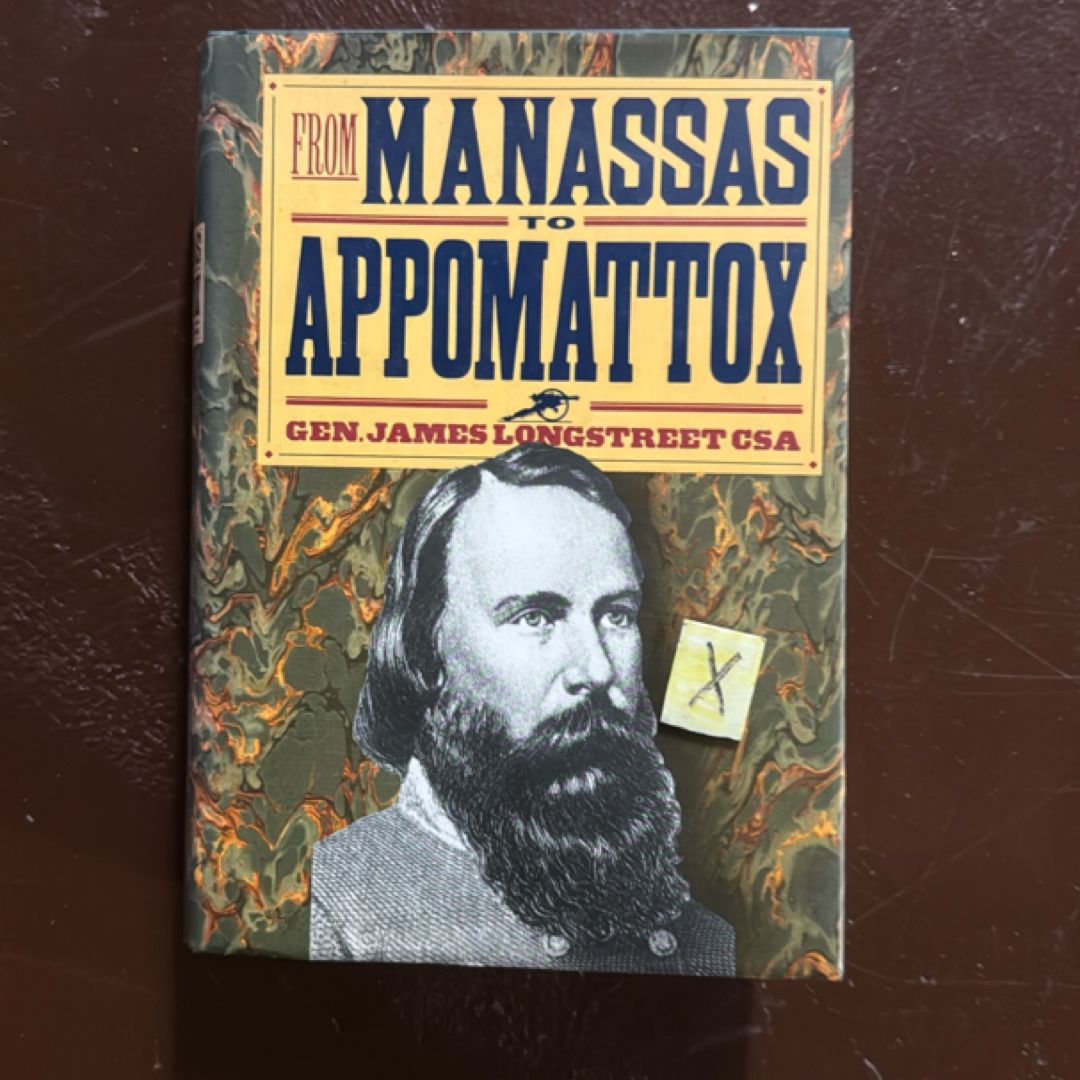 FROM MANASSAS
TO
APPOMATTOX
GEN. JAMES LONGSTREET CSA
X